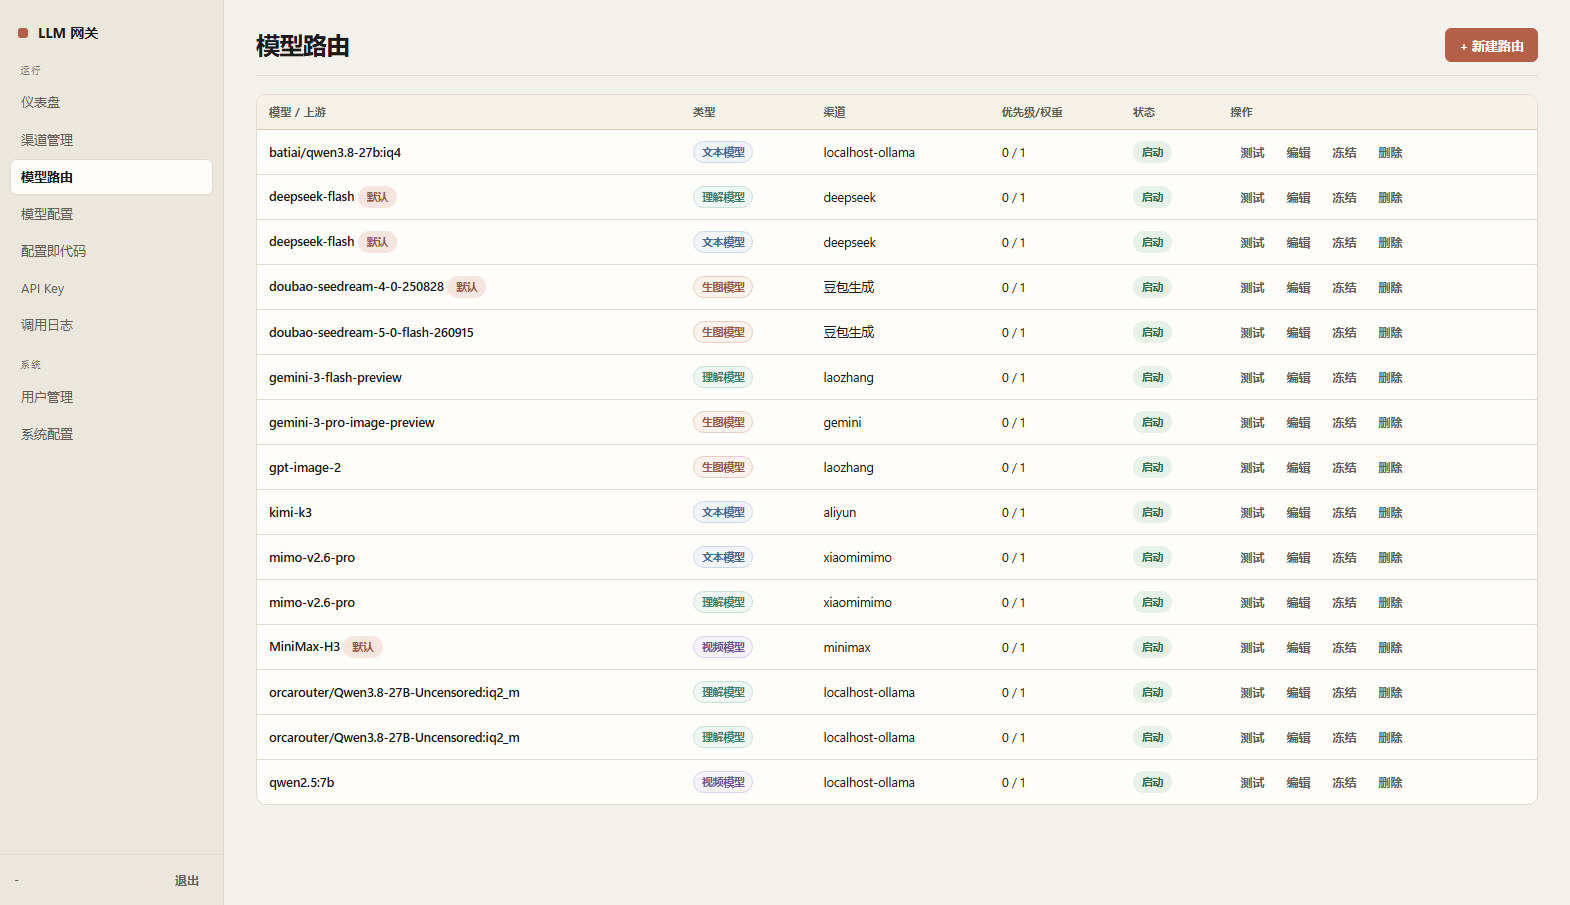 LLM 网关
运行
仪表盘
渠道管理
模型路由
模型配置
配置即代码
API Key
调用日志
系统
用户管理
系统配置
-
退出
模型路由
+ 新建路由
模型 / 上游 类型 渠道 优先级/权重 状态 操作
batiai/qwen3.8-27b:iq4 文本模型 localhost-ollama 0 / 1 启动 测试 编辑 冻结 删除
deepseek-flash 默认 理解模型 deepseek 0 / 1 启动 测试 编辑 冻结 删除
deepseek-flash 默认 文本模型 deepseek 0 / 1 启动 测试 编辑 冻结 删除
doubao-seedream-4-0-250828 默认 生图模型 豆包生成 0 / 1 启动 测试 编辑 冻结 删除
doubao-seedream-5-0-flash-260915 生图模型 豆包生成 0 / 1 启动 测试 编辑 冻结 删除
gemini-3-flash-preview 理解模型 laozhang 0 / 1 启动 测试 编辑 冻结 删除
gemini-3-pro-image-preview 生图模型 gemini 0 / 1 启动 测试 编辑 冻结 删除
gpt-image-2 生图模型 laozhang 0 / 1 启动 测试 编辑 冻结 删除
kimi-k3 文本模型 aliyun 0 / 1 启动 测试 编辑 冻结 删除
mimo-v2.6-pro 文本模型 xiaomimimo 0 / 1 启动 测试 编辑 冻结 删除
mimo-v2.6-pro 理解模型 xiaomimimo 0 / 1 启动 测试 编辑 冻结 删除
MiniMax-H3 默认 视频模型 minimax 0 / 1 启动 测试 编辑 冻结 删除
orcarouter/Qwen3.8-27B-Uncensored:iq2_m 理解模型 localhost-ollama 0 / 1 启动 测试 编辑 冻结 删除
orcarouter/Qwen3.8-27B-Uncensored:iq2_m 理解模型 localhost-ollama 0 / 1 启动 测试 编辑 冻结 删除
qwen2.5:7b 视频模型 localhost-ollama 0 / 1 启动 测试 编辑 冻结 删除